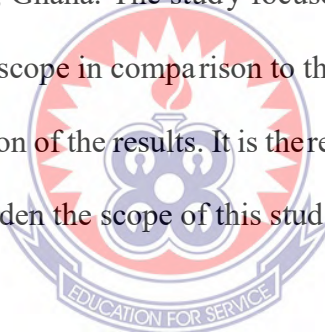 Ghana. The study focuse
scope in comparison to th
on of the results. It is there
den the scope of this stud
EDUCATION FOR SERVICE